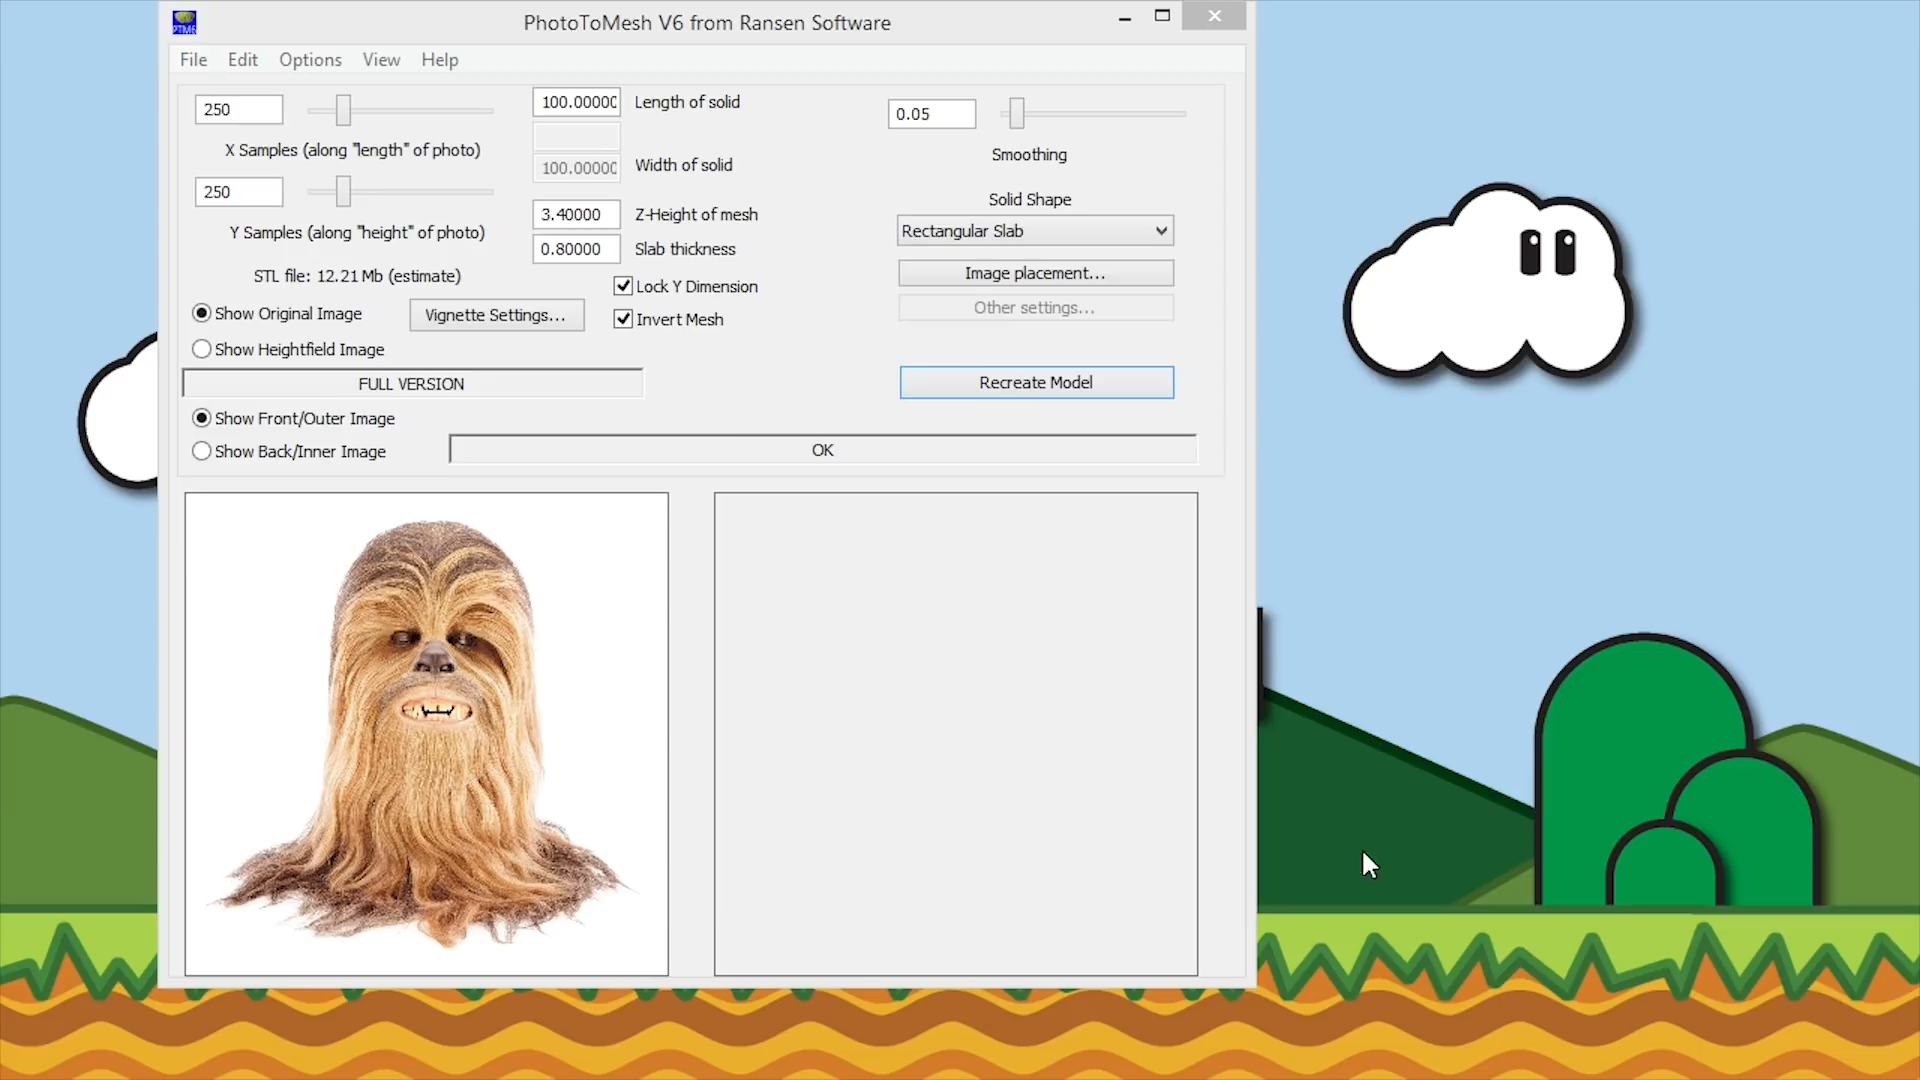 PTM6
PhotoToMesh V6 from Ransen Software
File Edit Options View Help
250
X Samples (along "length" of photo)
250
Y Samples (along "height" of photo)
STL file: 12.21 Mb (estimate)
100.0000 Length of solid
100.0000 Width of solid
3.40000 Z-Height of mesh
0.80000 Slab thickness
Lock Y Dimension
Invert Mesh
0.05
Smoothing
Solid Shape
Rectangular Slab
Image placement...
Other settings...
Show Original Image
Vignette Settings...
Show Heightfield Image
FULL VERSION
Recreate Model
Show Front/Outer Image
Show Back/Inner Image
OK